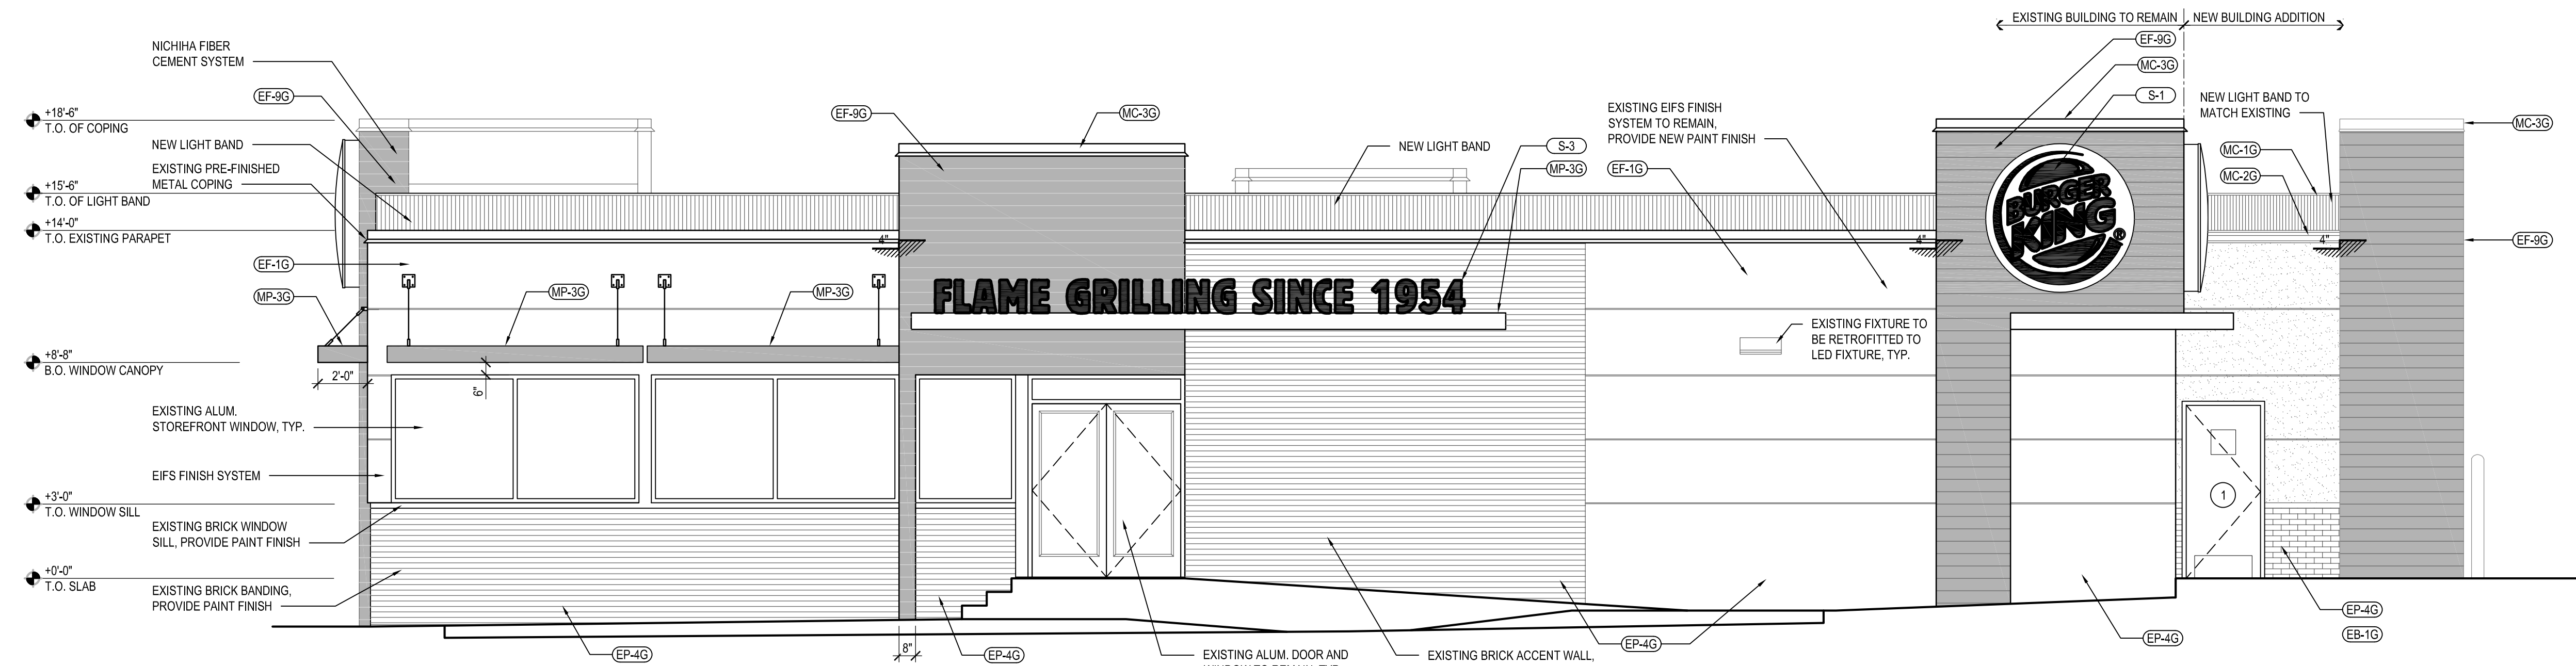 EXISTING BUILDING TO REMAIN
NEW BUILDING ADDITION
NICHIHA FIBER
CEMENT SYSTEM
EF-9G
+18'-6"
T.O. OF COPING
NEW LIGHT BAND
EXISTING PRE-FINISHED
METAL COPING
+15'-6"
T.O. OF LIGHT BAND
+14'-0"
T.O. EXISTING PARAPET
EF-1G
MP-3G
MP-3G
MP-3G
+8'-8"
B.O. WINDOW CANOPY
2'-0"
6"
EXISTING ALUM.
STOREFRONT WINDOW, TYP.
EIFS FINISH SYSTEM
+3'-0"
T.O. WINDOW SILL
EXISTING BRICK WINDOW
SILL, PROVIDE PAINT FINISH
+0'-0"
T.O. SLAB
EXISTING BRICK BANDING,
PROVIDE PAINT FINISH
EP-4G
8"
EP-4G
EF-9G
MC-3G
4"
FLAME GRILLING SINCE 1954
NEW LIGHT BAND
S-3
MP-3G
EXISTING EIFS FINISH
SYSTEM TO REMAIN,
PROVIDE NEW PAINT FINISH
EF-1G
4"
EXISTING FIXTURE TO
BE RETROFITTED TO
LED FIXTURE, TYP.
EXISTING ALUM. DOOR AND
EXISTING BRICK ACCENT WALL,
EP-4G
EF-9G
MC-3G
S-1
BURGER
KING®
NEW LIGHT BAND TO
MATCH EXISTING
MC-1G
MC-2G
4"
MC-3G
EF-9G
1
EP-4G
EP-4G
EB-1G